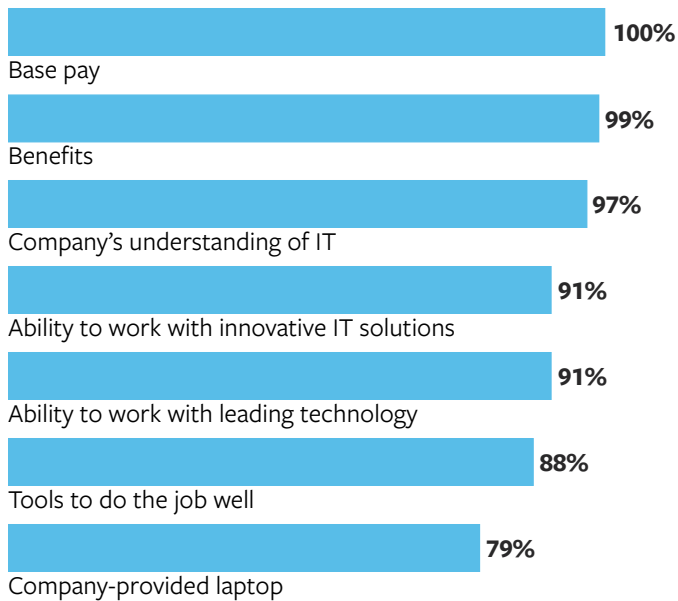 100%
Base pay
99%
Benefits
97%
Company’s understanding of IT
91%
Ability to work with innovative IT solutions
91%
Ability to work with leading technology
88%
Tools to do the job well
79%
Company-provided laptop